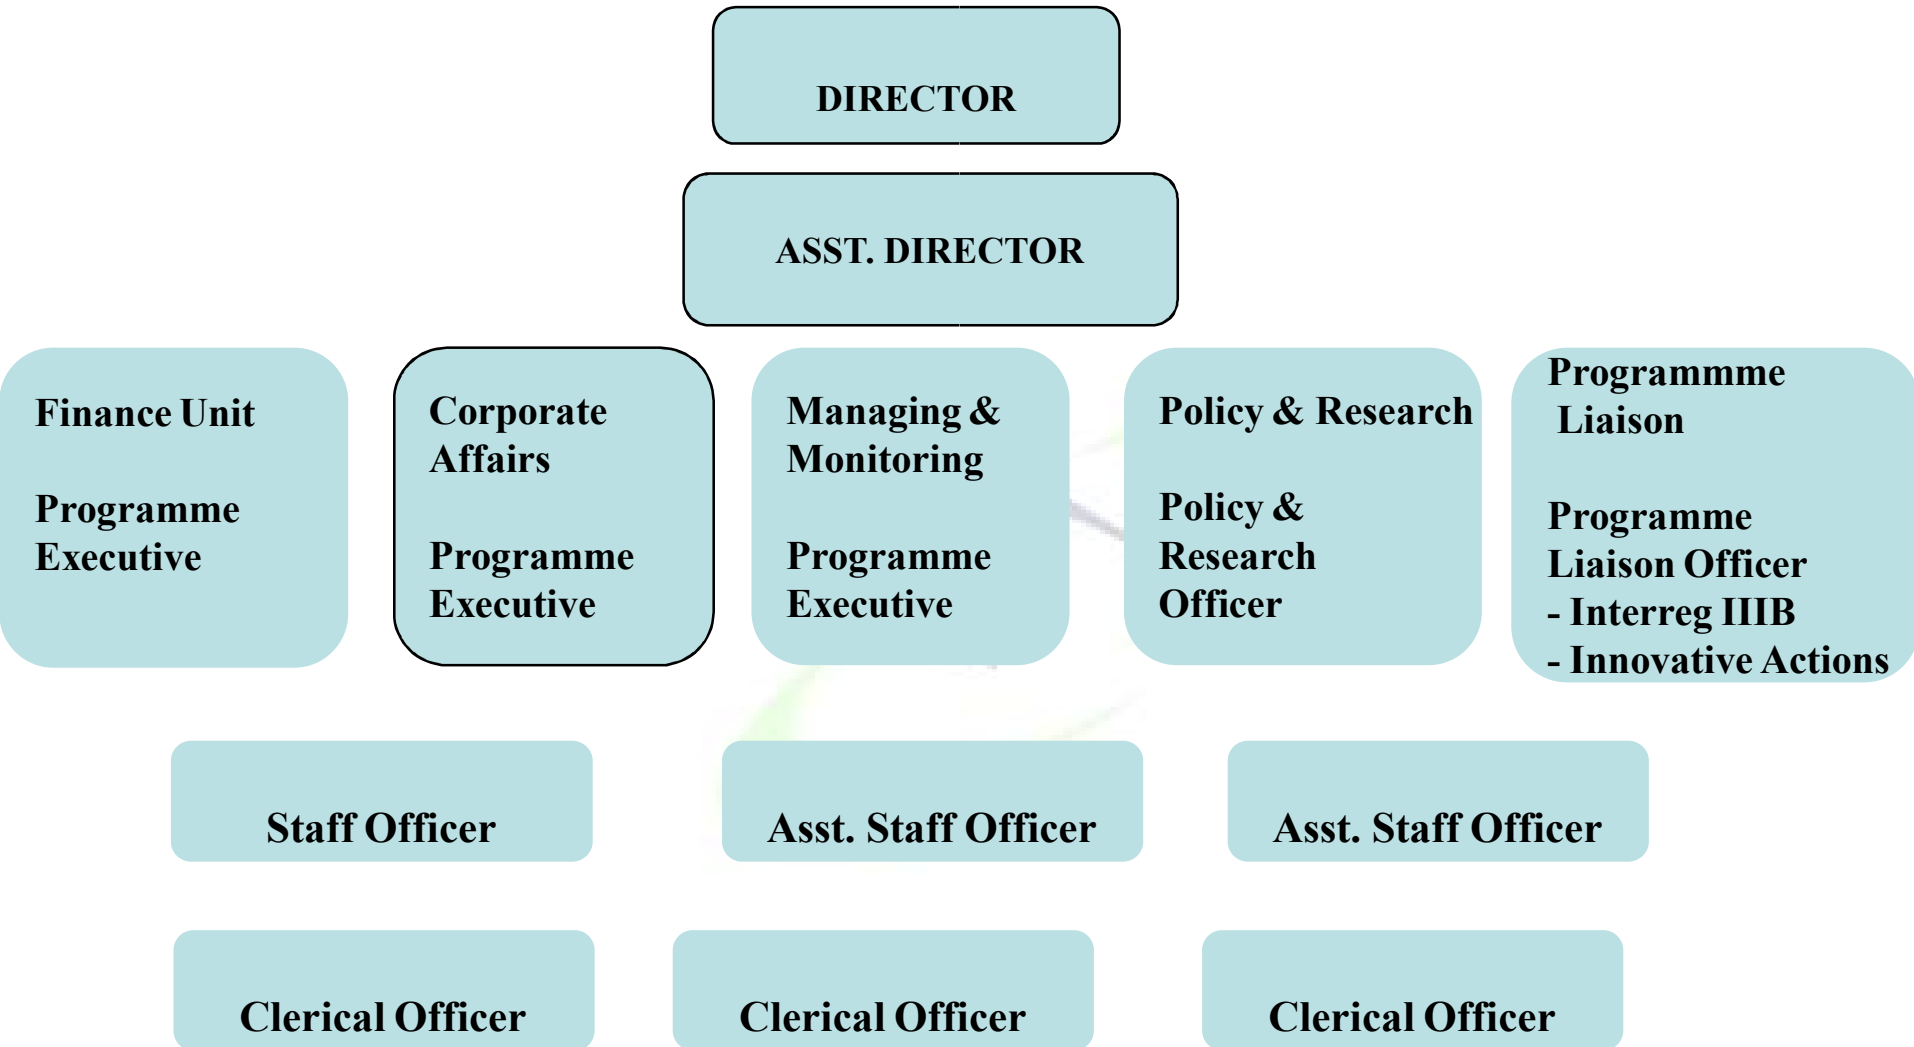 DIRECTOR
ASST. DIRECTOR
Finance Unit
Programme
Executive
Corporate
Affairs
Programme
Executive
Managing &
Monitoring
Programme
Executive
Policy & Research
Policy &
Research
Officer
Programmme
Liaison
Programme
Liaison Officer
- Interreg IIIB
- Innovative Actions
Staff Officer
Asst. Staff Officer
Asst. Staff Officer
Clerical Officer
Clerical Officer
Clerical Officer